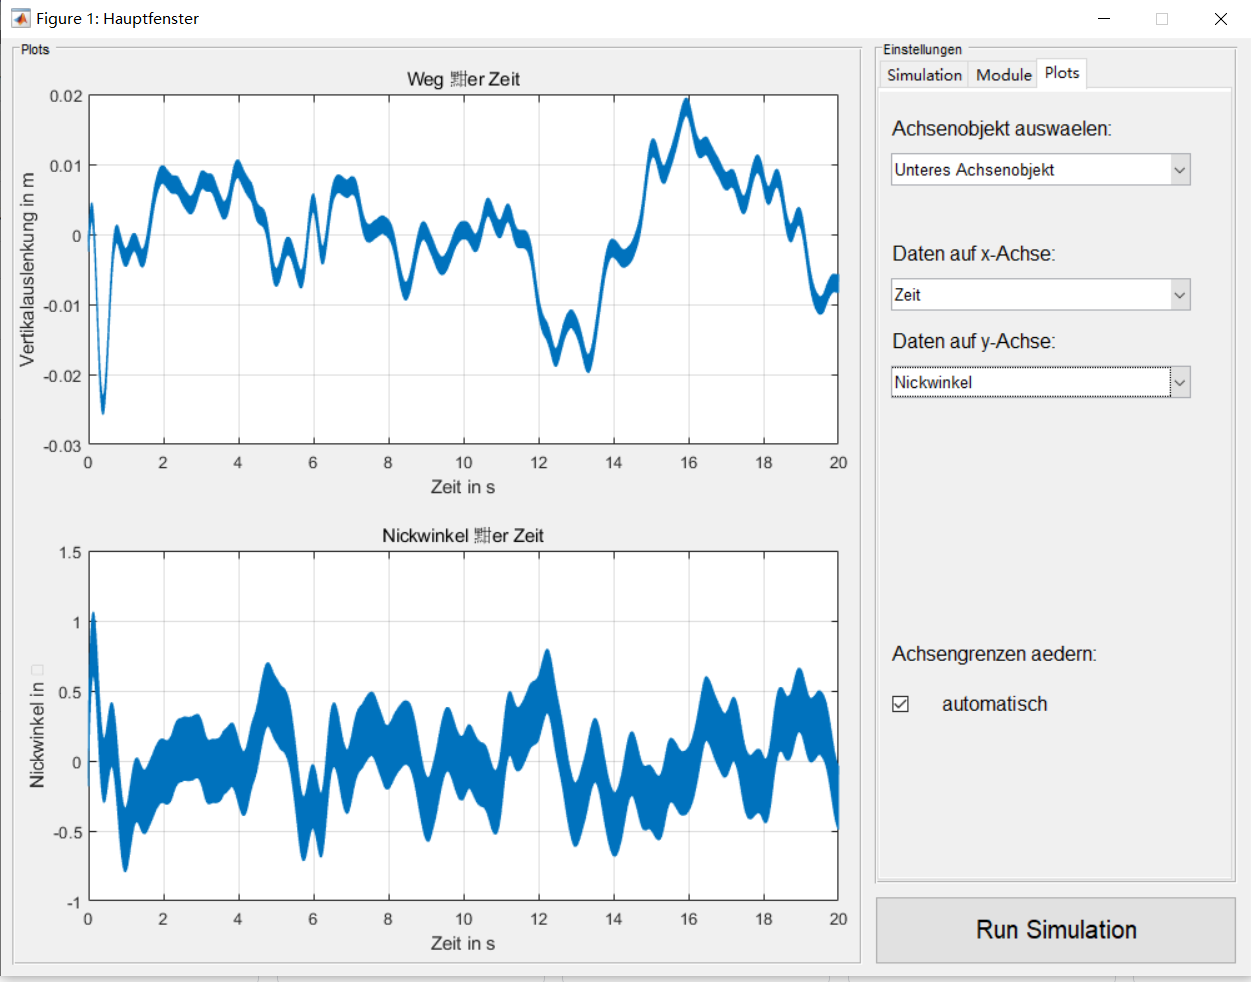 Figure 1: Hauptfenster
Plots
Weg 黚er Zeit
0.02
0.01
0
-0.01
-0.02
-0.03
Vertikalauslenkung in m
0 2 4 6 8 10 12 14 16 18 20
Zeit in s
Nickwinkel 黚er Zeit
1.5
1
0.5
0
-0.5
-1
Nickwinkel in
0 2 4 6 8 10 12 14 16 18 20
Zeit in s
Einstellungen
Simulation Module Plots
Achsenobjekt auswaelen:
Unteres Achsenobjekt
Daten auf x-Achse:
Zeit
Daten auf y-Achse:
Nickwinkel
Achsengrenzen aedern:
automatisch
Run Simulation